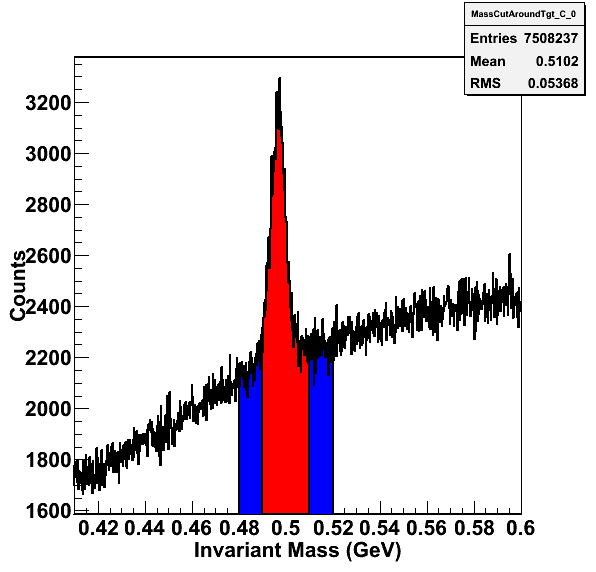 MassCutAroundTgt_C_0
Entries 7508237
Mean 0.5102
RMS 0.05368
3200
3000
2800
2600
2400
2200
2000
1800
1600
Counts
0.42 0.44 0.46 0.48 0.5 0.52 0.54 0.56 0.58 0.6
Invariant Mass (GeV)